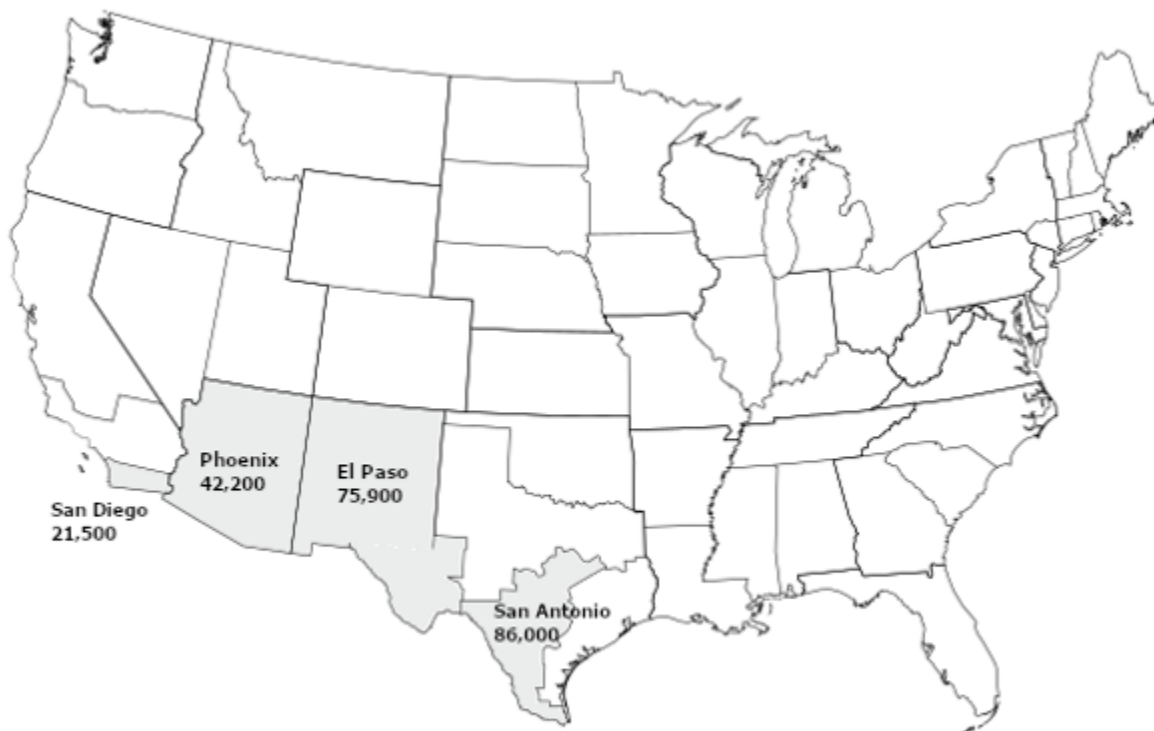 Phoenix
42,200
El Paso
75,900
San Diego
21,500
San Antonio
86,000